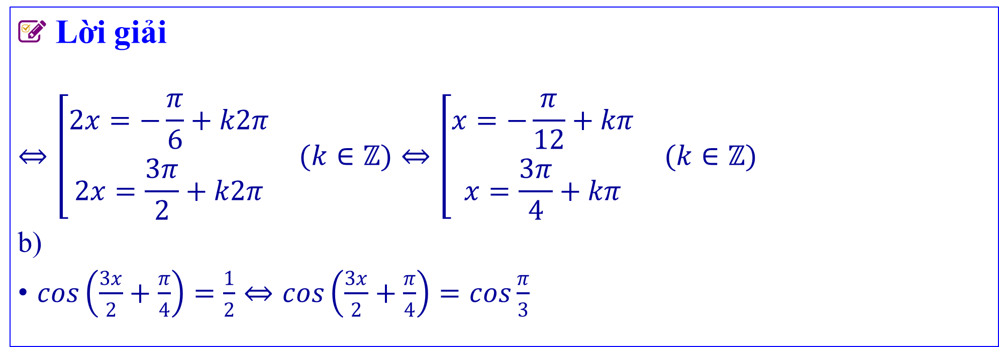 Lời giải
⇔ [2x = −π/6 + k2π; 2x = 3π/2 + k2π (k ∈ ℤ) ⇔ [x = −π/12 + kπ; x = 3π/4 + kπ (k ∈ ℤ)
b)
• cos(3x/2 + π/4) = 1/2 ⇔ cos(3x/2 + π/4) = cos π/3